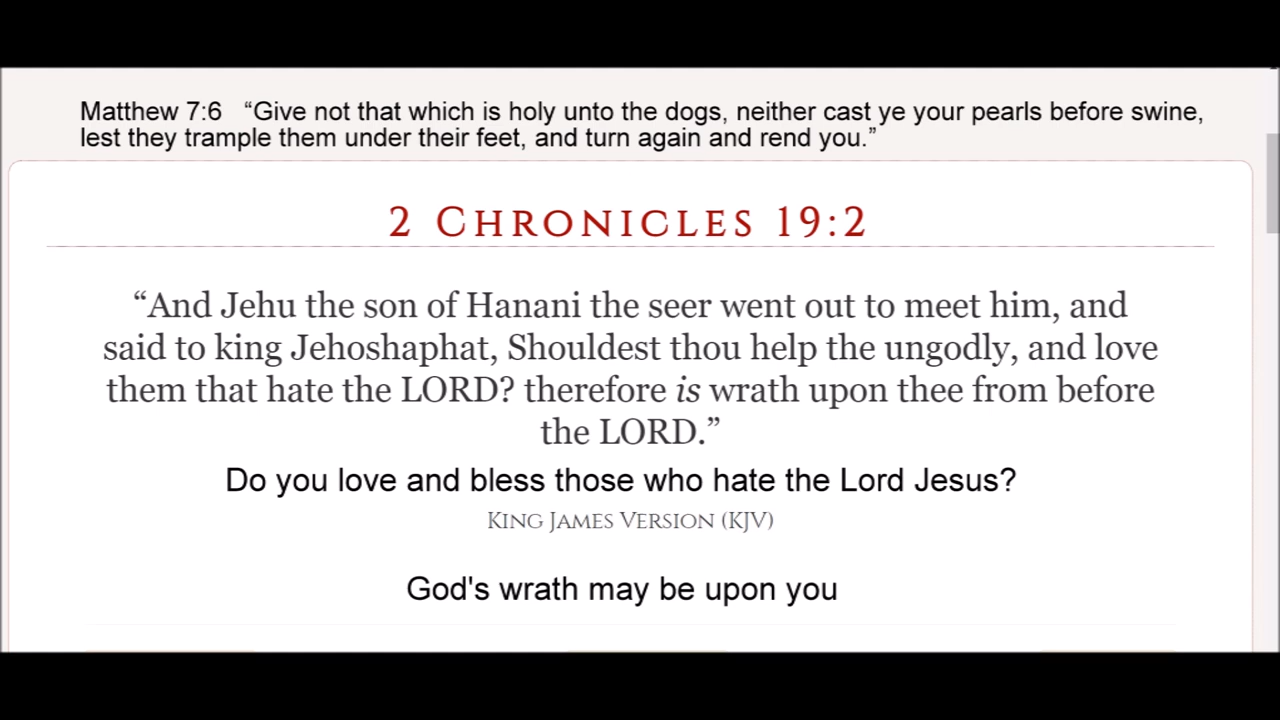 Matthew 7:6 “Give not that which is holy unto the dogs, neither cast ye your pearls before swine,
lest they trample them under their feet, and turn again and rend you.”
2 Chronicles 19:2
“And Jehu the son of Hanani the seer went out to meet him, and
said to king Jehoshaphat, Shouldest thou help the ungodly, and love
them that hate the LORD? therefore is wrath upon thee from before
the LORD.”
Do you love and bless those who hate the Lord Jesus?
King James Version (KJV)
God's wrath may be upon you